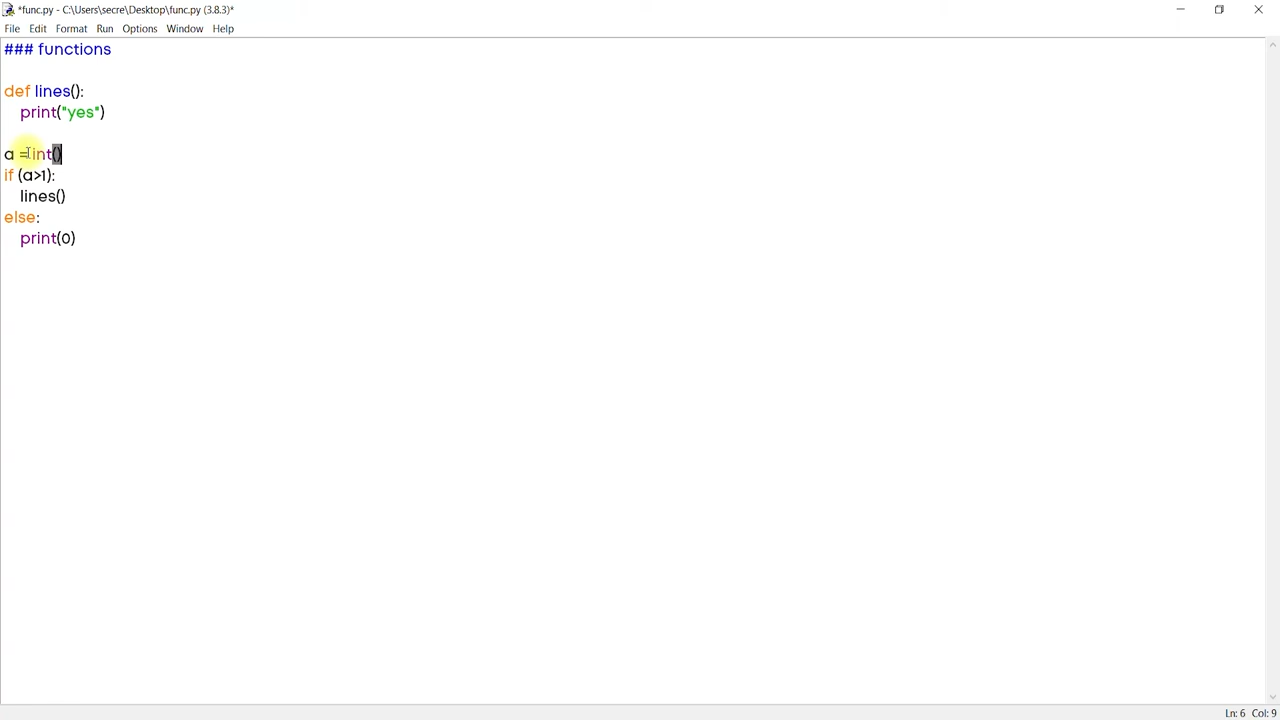 *func.py - C:\Users\secre\Desktop\func.py (3.8.3)*
File Edit Format Run Options Window Help
### functions
def lines():
    print("yes")
a = int()
if (a>1):
    lines()
else:
    print(0)
Ln: 6 Col: 9